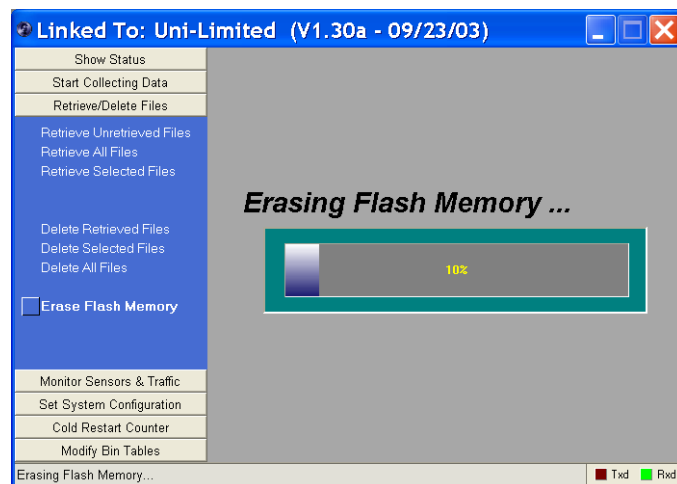 Linked To: Uni-Limited (V1.30a - 09/23/03)
Show Status
Start Collecting Data
Retrieve/Delete Files
Retrieve Unretrieved Files
Retrieve All Files
Retrieve Selected Files
Delete Retrieved Files
Delete Selected Files
Delete All Files
Erase Flash Memory
Monitor Sensors & Traffic
Set System Configuration
Cold Restart Counter
Modify Bin Tables
Erasing Flash Memory ...
10%
Erasing Flash Memory...
Txd Rxd